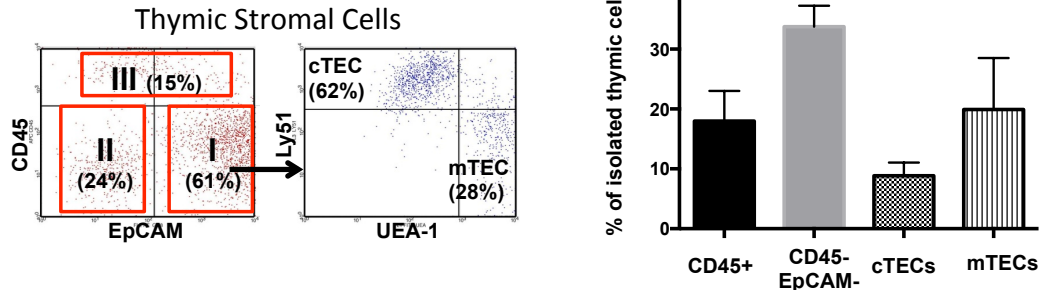 Thymic Stromal Cells
CD45
III (15%)
II
(24%)
I
(61%)
EpCAM
Ly51
cTEC
(62%)
mTEC
(28%)
UEA-1
% of isolated thymic cel
30
20
10
0
CD45+
CD45-
EpCAM-
cTECs
mTECs